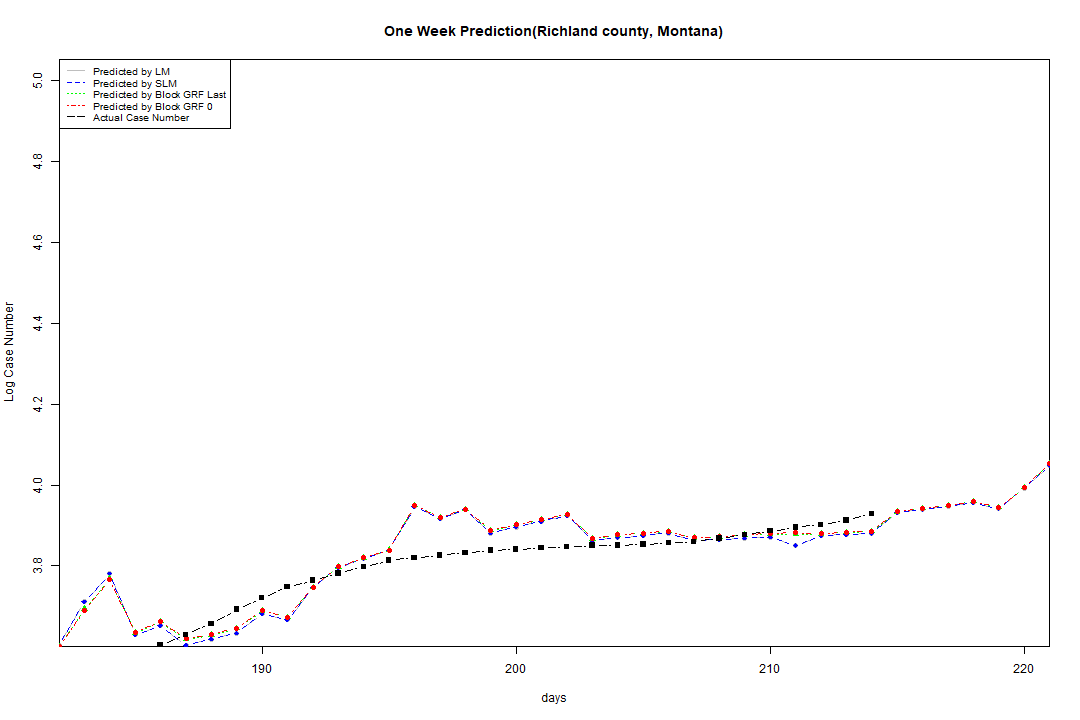 One Week Prediction(Richland county, Montana)
Predicted by LM
Predicted by SLM
Predicted by Block GRF Last
Predicted by Block GRF 0
Actual Case Number
5.0
4.8
4.6
4.4
4.2
4.0
3.8
Log Case Number
190
200
210
220
days